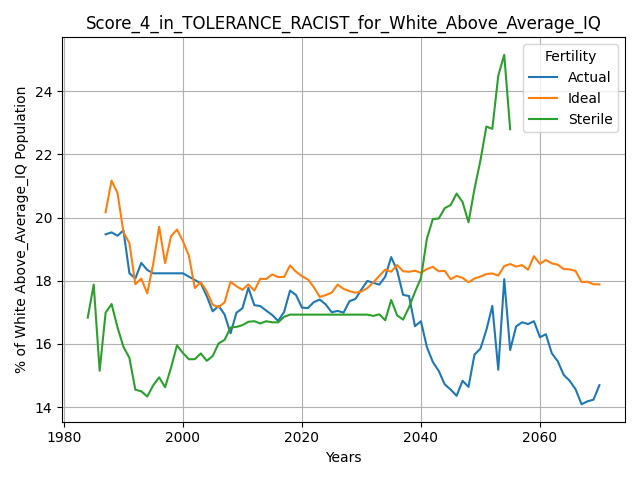 Score_4_in_TOLERANCE_RACIST_for_White_Above_Average_IQ
% of White Above_Average_IQ Population
24
22
20
18
16
14
Fertility
Actual
Ideal
Sterile
1980
2000
2020
2040
2060
Years